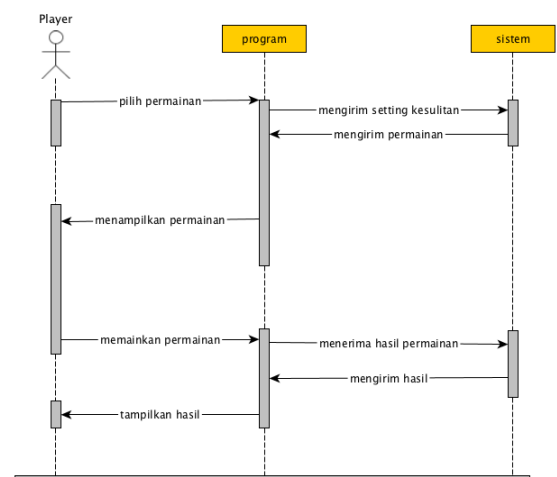 Player
program
sistem
pilih permainan
mengirim setting kesulitan
mengirim permainan
menampilkan permainan
memainkan permainan
menerima hasil permainan
mengirim hasil
tampilkan hasil